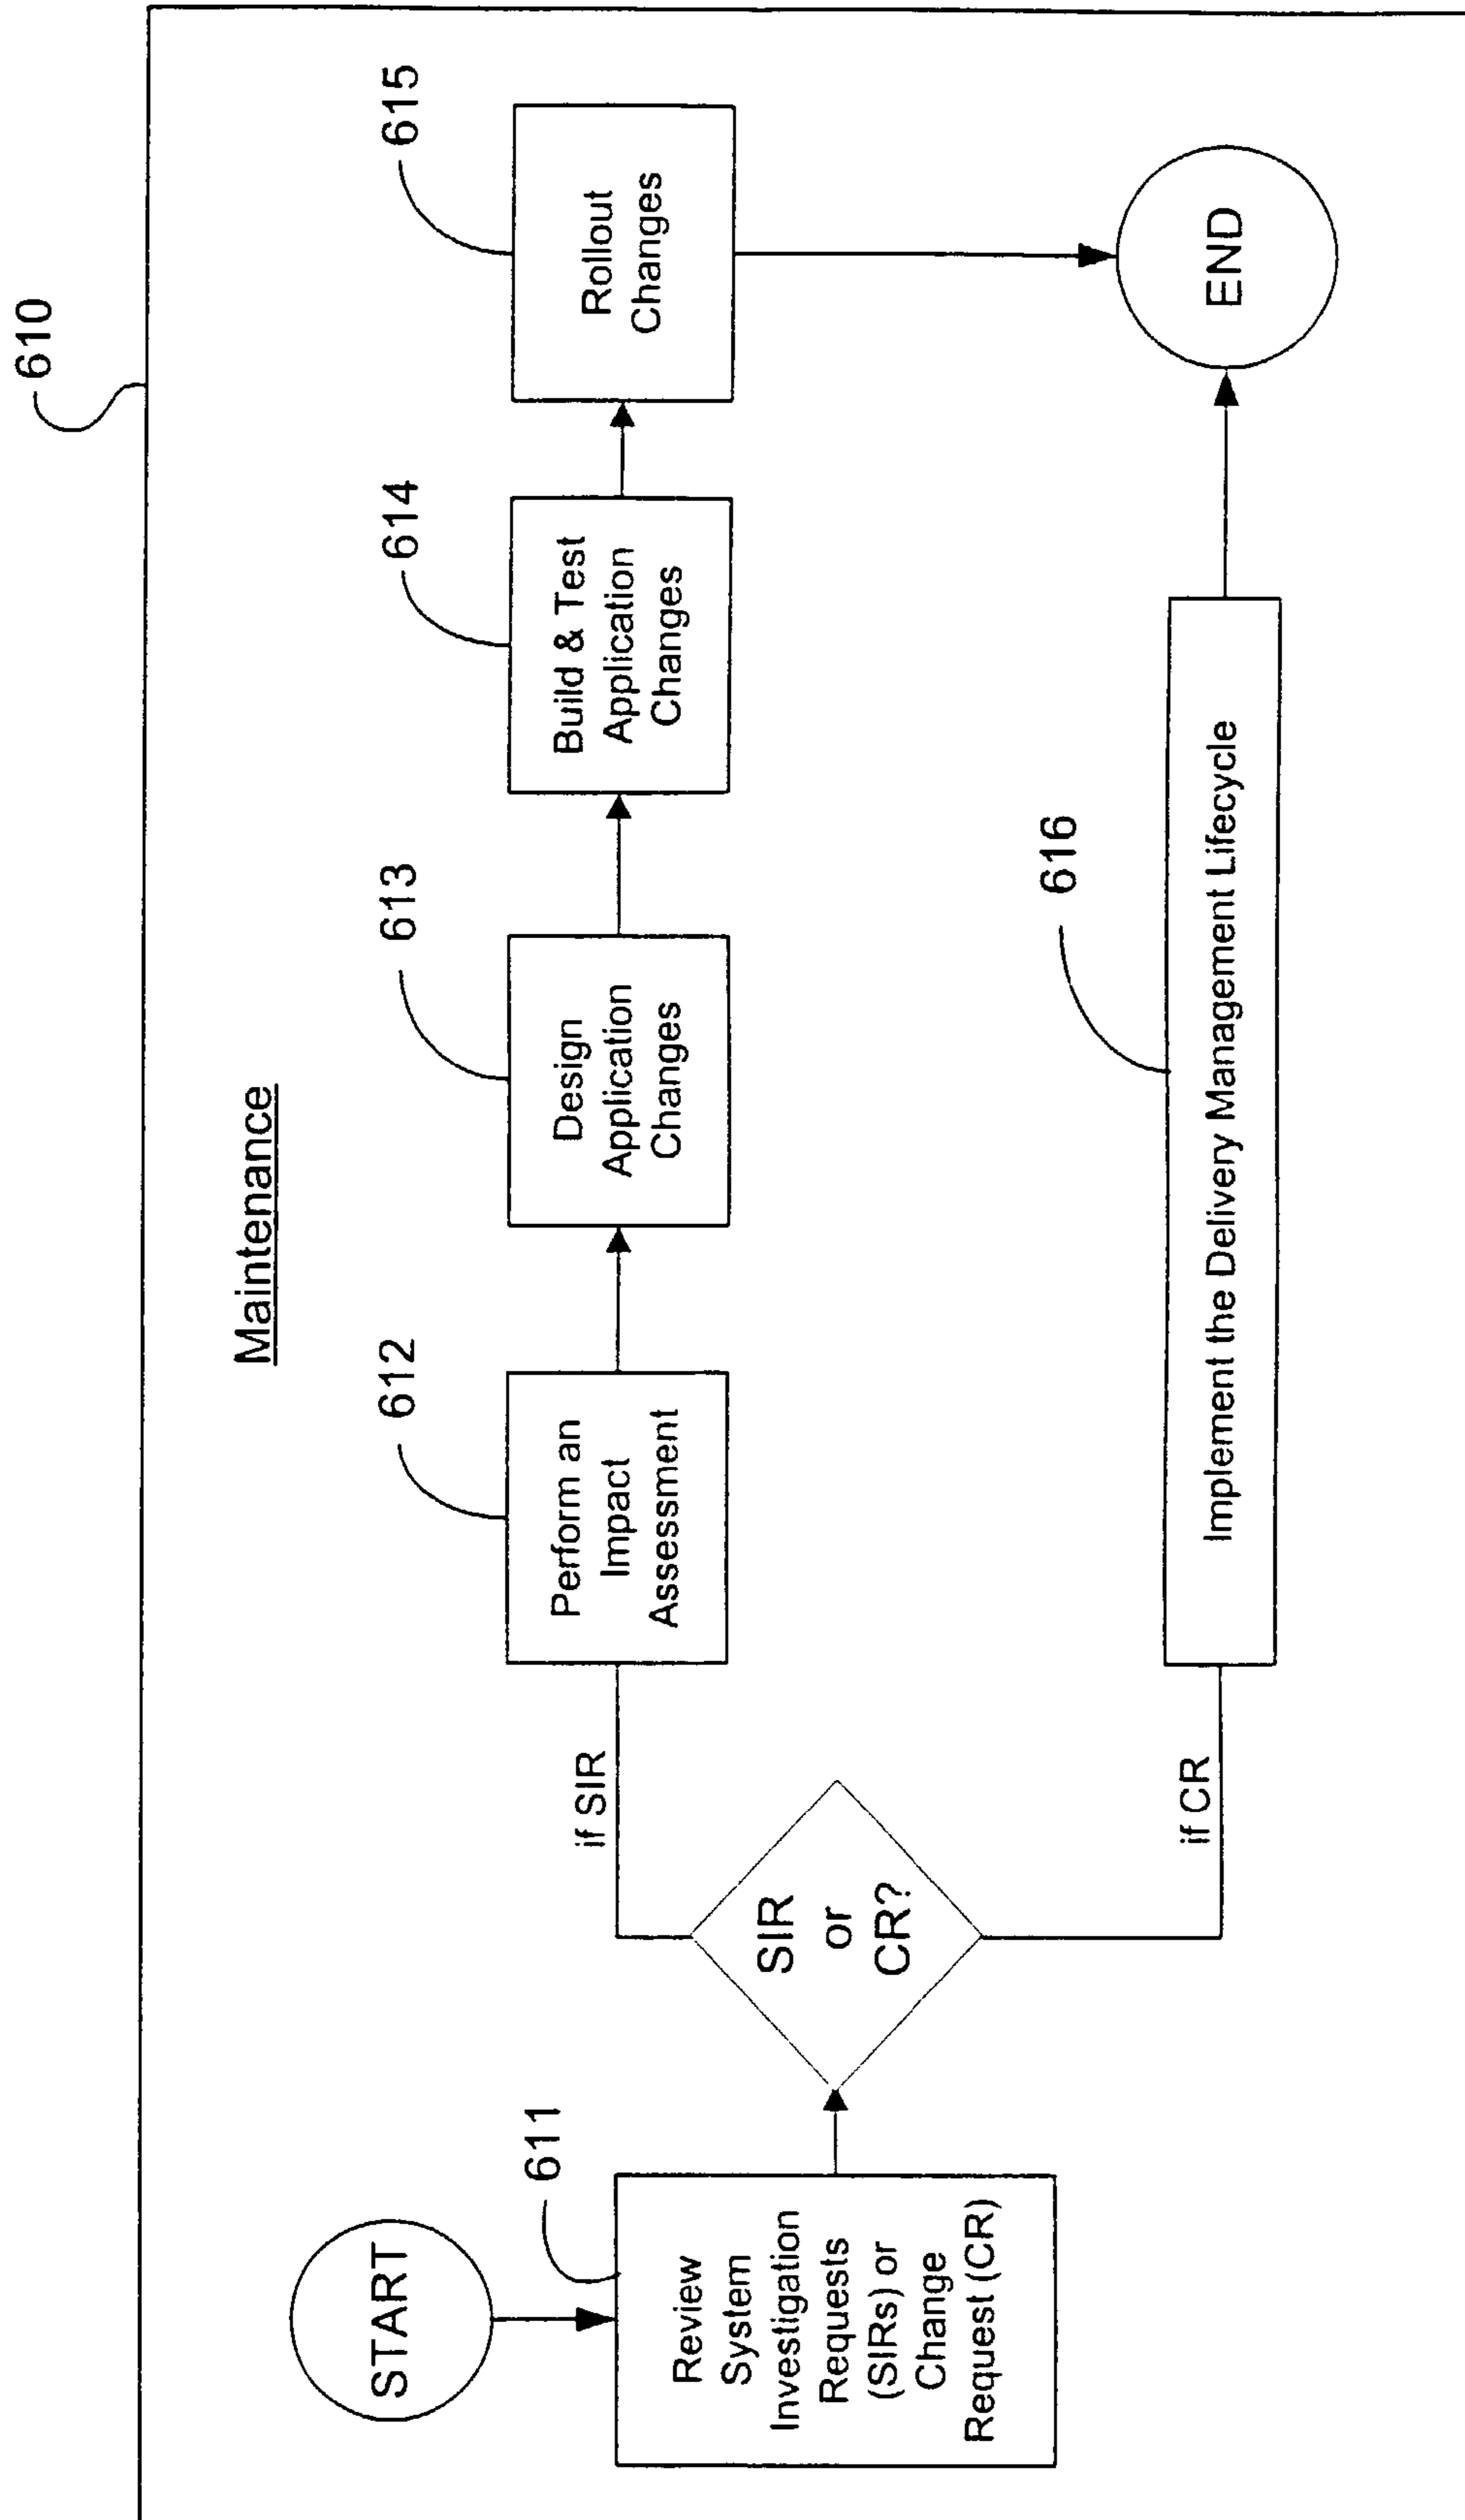 610
Maintenance
START
611
Review
System
Investigation
Requests
(SIRs) or
Change
Request (CR)
SIR
or
CR?
if SIR
612
Perform an
Impact
Assessment
613
Design
Application
Changes
614
Build & Test
Application
Changes
615
Rollout
Changes
if CR
616
Implement the Delivery Management Lifecycle
END